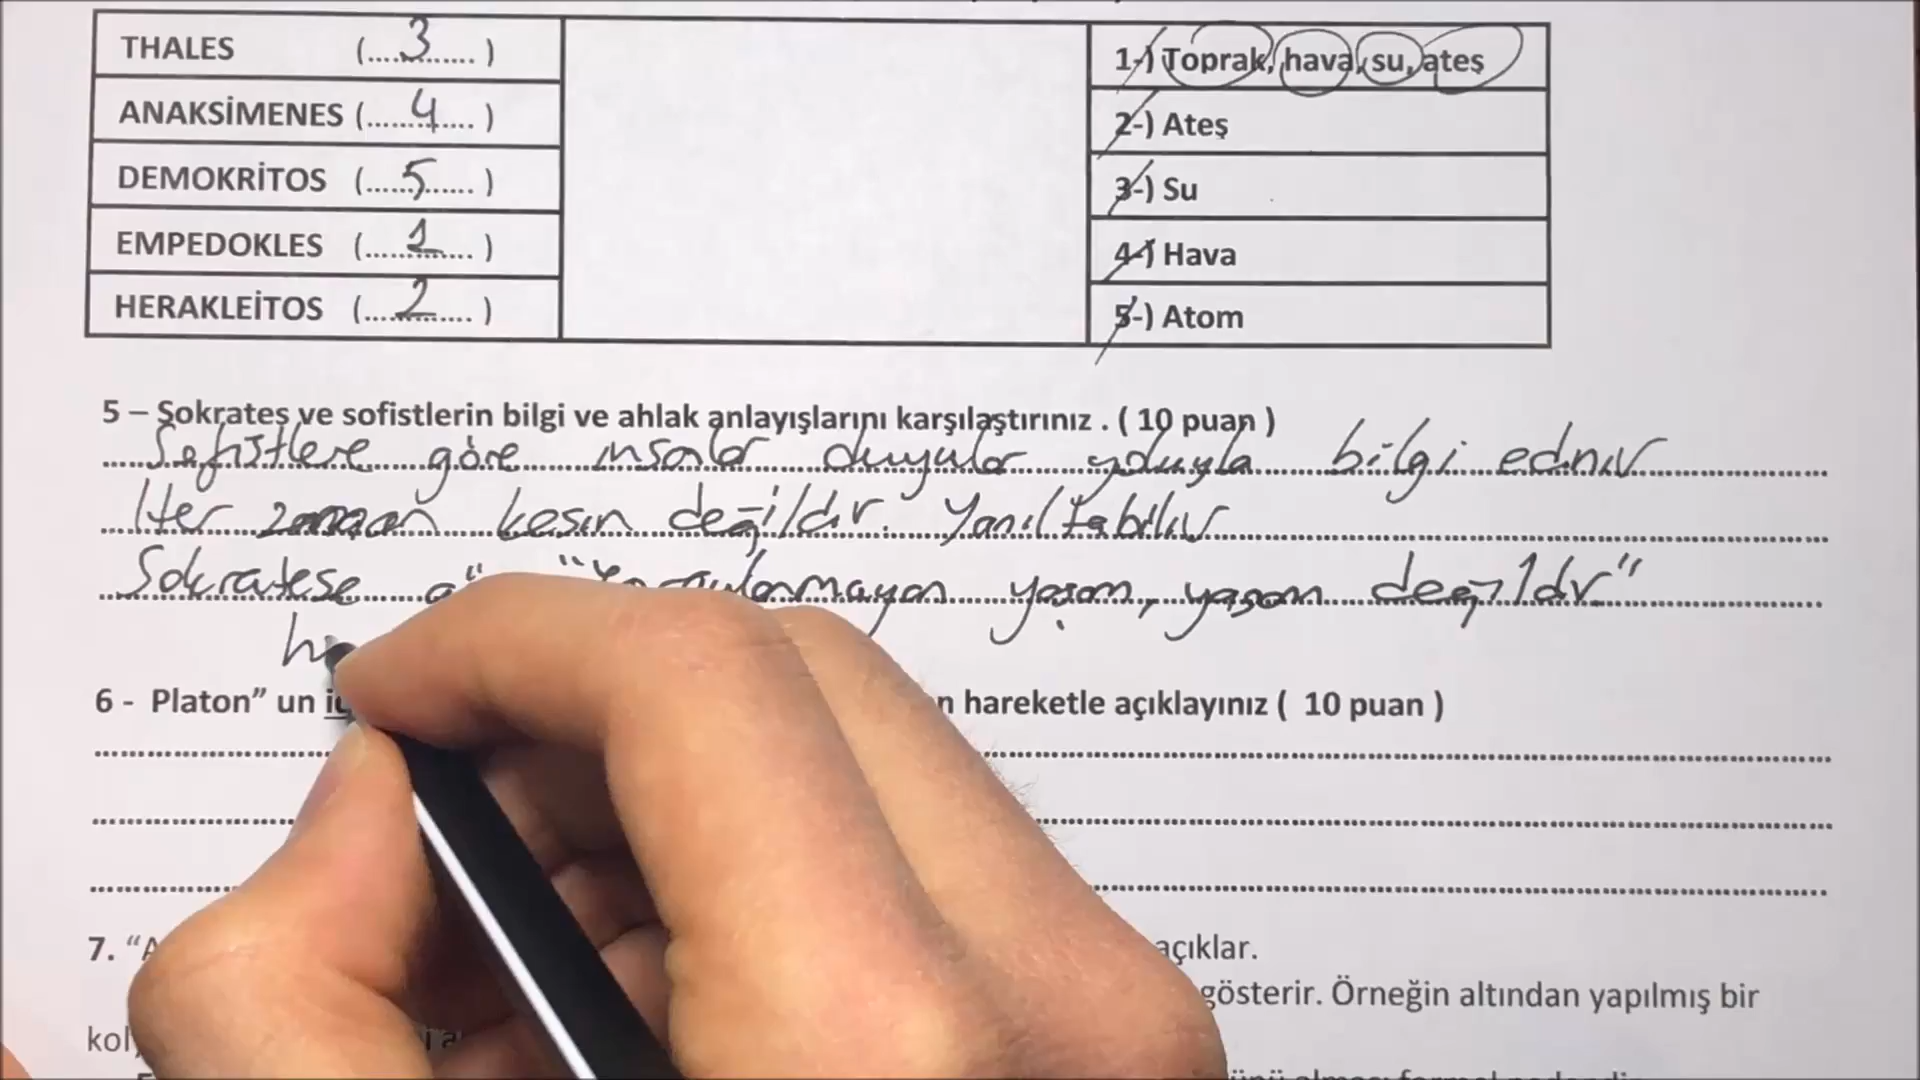 THALES (....3....... )
ANAKSİMENES (.......4.... )
DEMOKRİTOS (......5...... )
EMPEDOKLES (......1...... )
HERAKLEİTOS (......2...... )
1-) Toprak, hava, su, ateş
2-) Ateş
3-) Su
4-) Hava
5-) Atom
5 – Sokrates ve sofistlerin bilgi ve ahlak anlayışlarını karşılaştırınız . ( 10 puan )
Sofistlere göre insanlar duyular yoluyla bilgi edinir
Her zaman kesin değildir. Yanıltabilir
Sokratese yaşam, yaşam değildir"
6 - Platon” un
n hareketle açıklayınız ( 10 puan )
7. “A
açıklar.
gösterir. Örneğin altından yapılmış bir
kol